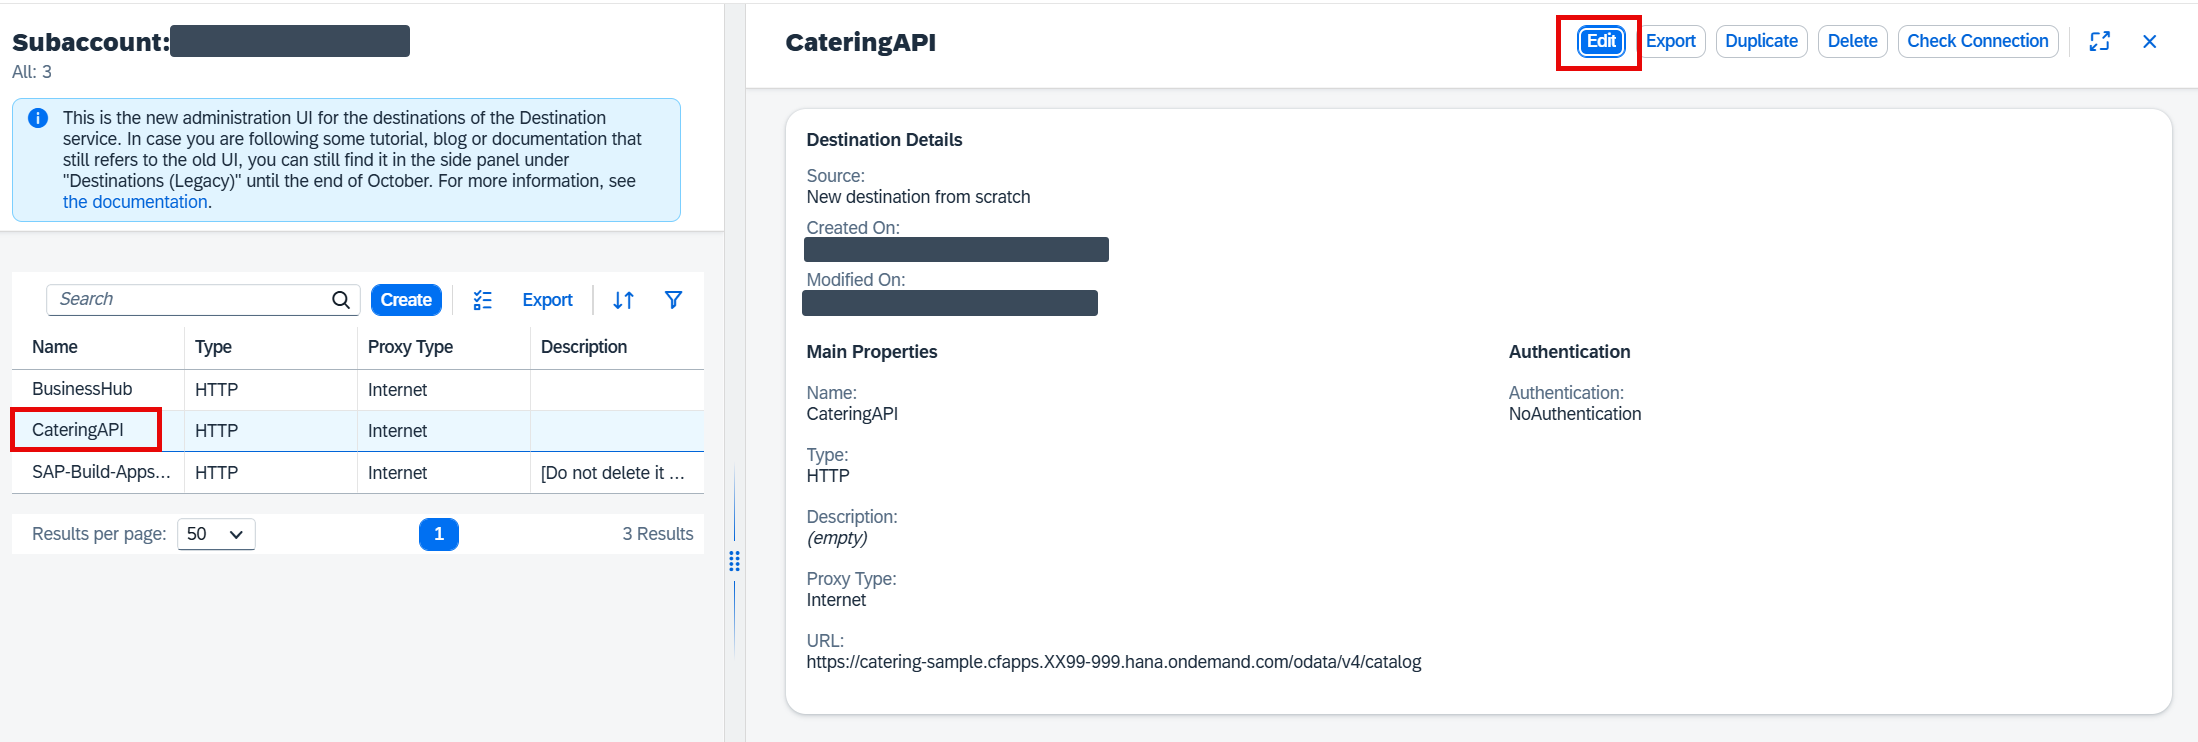 Subaccount:
All: 3
This is the new administration UI for the destinations of the Destination
service. In case you are following some tutorial, blog or documentation that
still refers to the old UI, you can still find it in the side panel under
"Destinations (Legacy)" until the end of October. For more information, see
the documentation.
Search
Create
Export
Name Type Proxy Type Description
BusinessHub HTTP Internet
CateringAPI HTTP Internet
SAP-Build-Apps... HTTP Internet [Do not delete it ...
Results per page: 50 1 3 Results
CateringAPI
Edit Export Duplicate Delete Check Connection
Destination Details
Source:
New destination from scratch
Created On:
Modified On:
Main Properties
Name:
CateringAPI
Type:
HTTP
Description:
(empty)
Proxy Type:
Internet
URL:
https://catering-sample.cfapps.XX99-999.hana.ondemand.com/odata/v4/catalog
Authentication
Authentication:
NoAuthentication